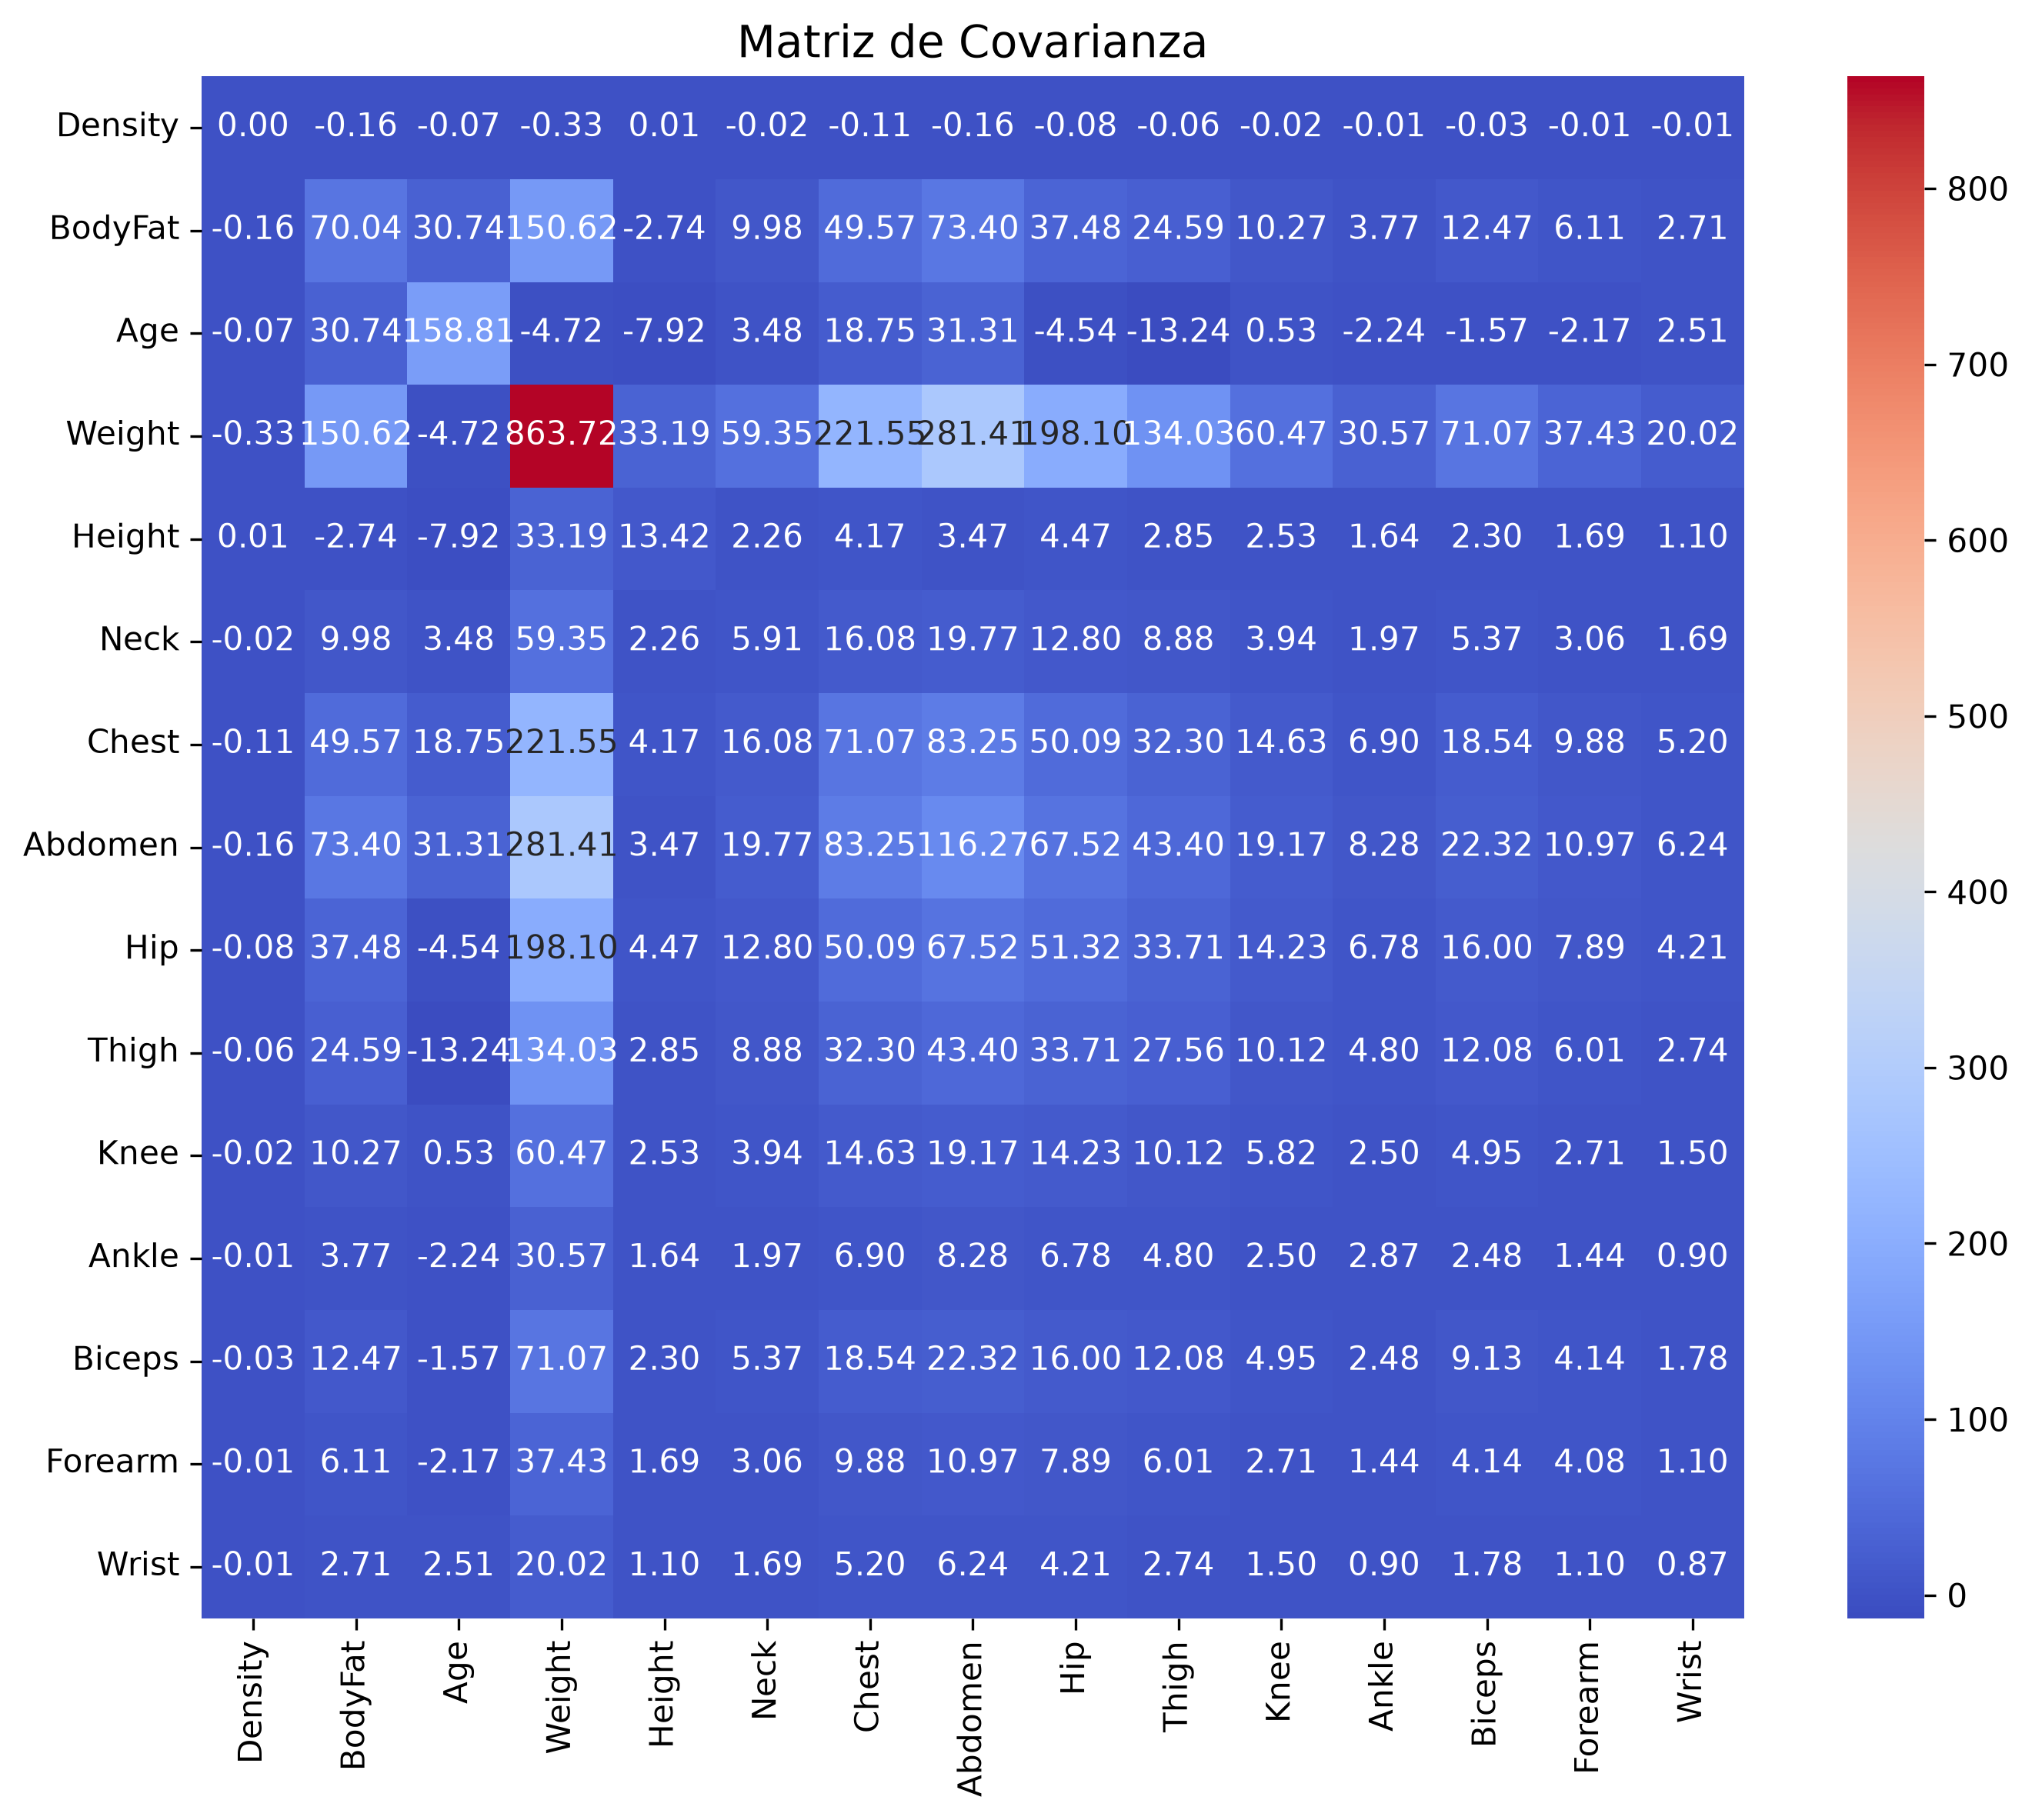 Matriz de Covarianza
Density 0.00 -0.16 -0.07 -0.33 0.01 -0.02 -0.11 -0.16 -0.08 -0.06 -0.02 -0.01 -0.03 -0.01 -0.01
BodyFat -0.16 70.04 30.74 150.62 -2.74 9.98 49.57 73.40 37.48 24.59 10.27 3.77 12.47 6.11 2.71
Age -0.07 30.74 158.81 -4.72 -7.92 3.48 18.75 31.31 -4.54 -13.24 0.53 -2.24 -1.57 -2.17 2.51
Weight -0.33 150.62 -4.72 863.72 33.19 59.35 221.55 281.41 198.10 134.03 60.47 30.57 71.07 37.43 20.02
Height 0.01 -2.74 -7.92 33.19 13.42 2.26 4.17 3.47 4.47 2.85 2.53 1.64 2.30 1.69 1.10
Neck -0.02 9.98 3.48 59.35 2.26 5.91 16.08 19.77 12.80 8.88 3.94 1.97 5.37 3.06 1.69
Chest -0.11 49.57 18.75 221.55 4.17 16.08 71.07 83.25 50.09 32.30 14.63 6.90 18.54 9.88 5.20
Abdomen -0.16 73.40 31.31 281.41 3.47 19.77 83.25 116.27 67.52 43.40 19.17 8.28 22.32 10.97 6.24
Hip -0.08 37.48 -4.54 198.10 4.47 12.80 50.09 67.52 51.32 33.71 14.23 6.78 16.00 7.89 4.21
Thigh -0.06 24.59 -13.24 134.03 2.85 8.88 32.30 43.40 33.71 27.56 10.12 4.80 12.08 6.01 2.74
Knee -0.02 10.27 0.53 60.47 2.53 3.94 14.63 19.17 14.23 10.12 5.82 2.50 4.95 2.71 1.50
Ankle -0.01 3.77 -2.24 30.57 1.64 1.97 6.90 8.28 6.78 4.80 2.50 2.87 2.48 1.44 0.90
Biceps -0.03 12.47 -1.57 71.07 2.30 5.37 18.54 22.32 16.00 12.08 4.95 2.48 9.13 4.14 1.78
Forearm -0.01 6.11 -2.17 37.43 1.69 3.06 9.88 10.97 7.89 6.01 2.71 1.44 4.14 4.08 1.10
Wrist -0.01 2.71 2.51 20.02 1.10 1.69 5.20 6.24 4.21 2.74 1.50 0.90 1.78 1.10 0.87
Density BodyFat Age Weight Height Neck Chest Abdomen Hip Thigh Knee Ankle Biceps Forearm Wrist
800
700
600
500
400
300
200
100
0